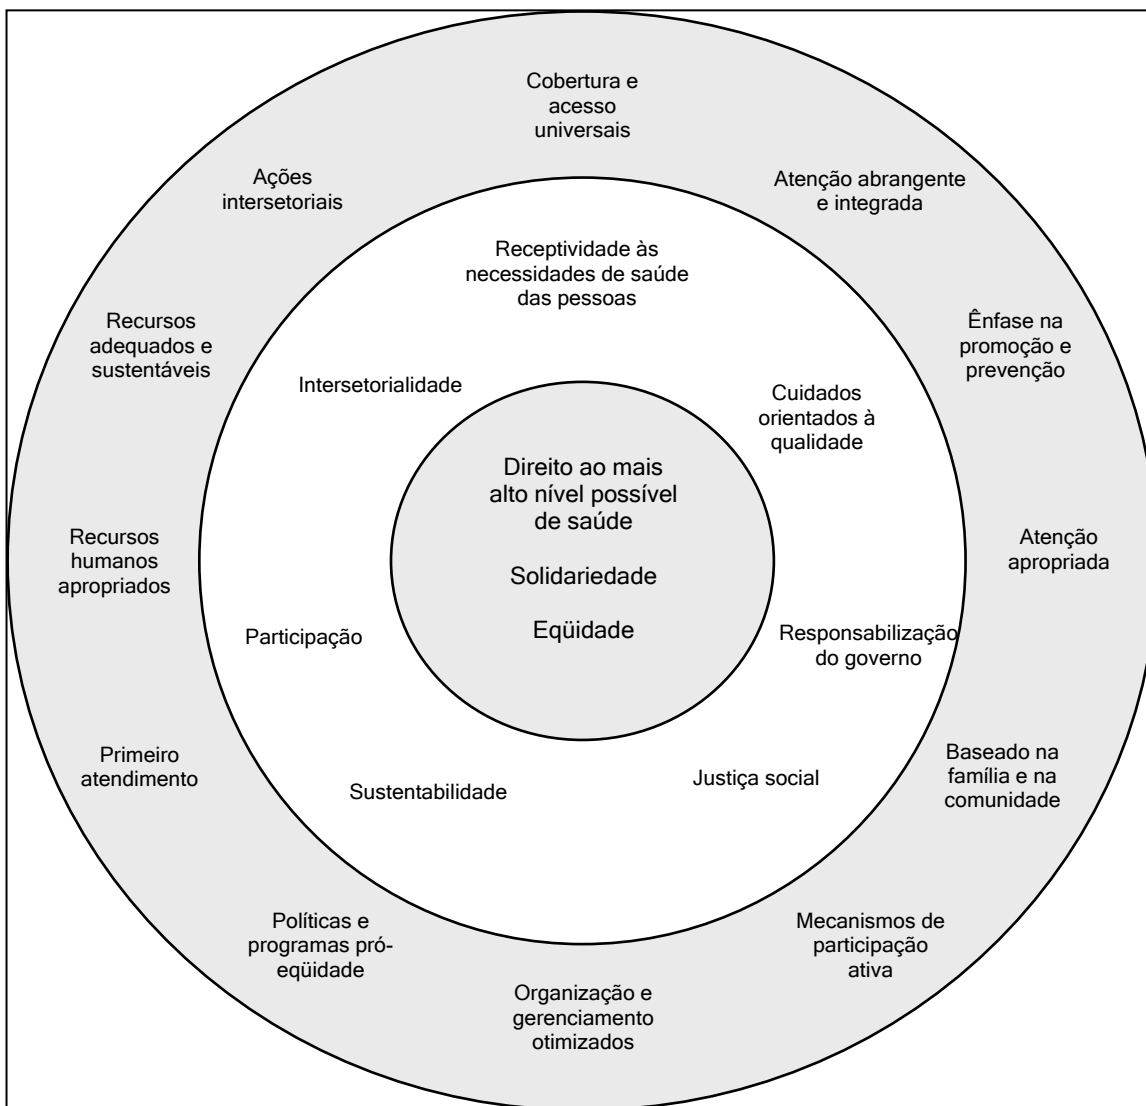 Cobertura e
acesso
universais
Atenção abrangente
e integrada
Ênfase na
promoção e
prevenção
Atenção
apropriada
Baseado na
família e na
comunidade
Mecanismos de
participação
ativa
Organização e
gerenciamento
otimizados
Políticas e
programas pró-
eqüidade
Primeiro
atendimento
Recursos
humanos
apropriados
Recursos
adequados e
sustentáveis
Ações
intersetoriais
Receptividade às
necessidades de saúde
das pessoas
Cuidados
orientados à
qualidade
Responsabilização
do governo
Justiça social
Sustentabilidade
Participação
Intersetorialidade
Direito ao mais
alto nível possível
de saúde
Solidariedade
Eqüidade